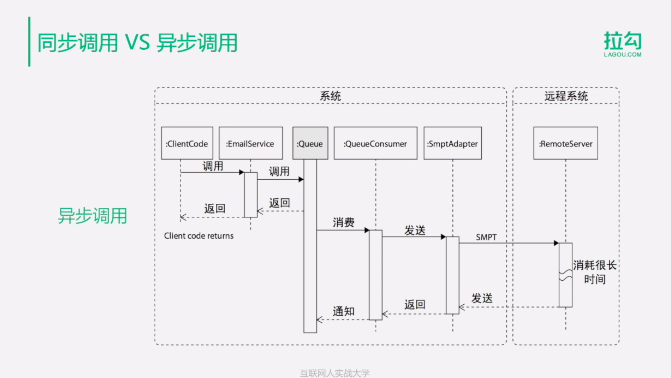 同步调用 VS 异步调用
拉勾
LAGOU.COM
系统
远程系统
:ClientCode
:EmailService
:Queue
:QueueConsumer
:SmptAdapter
:RemoteServer
调用
调用
返回
返回
Client code returns
异步调用
消费
发送
SMPT
消耗很长
时间
发送
返回
通知
互联网人实战大学